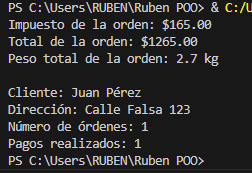 PS C:\Users\RUBEN\Ruben POO> & C:/U
Impuesto de la orden: $165.00
Total de la orden: $1265.00
Peso total de la orden: 2.7 kg
Cliente: Juan Pérez
Dirección: Calle Falsa 123
Número de órdenes: 1
Pagos realizados: 1
PS C:\Users\RUBEN\Ruben POO>